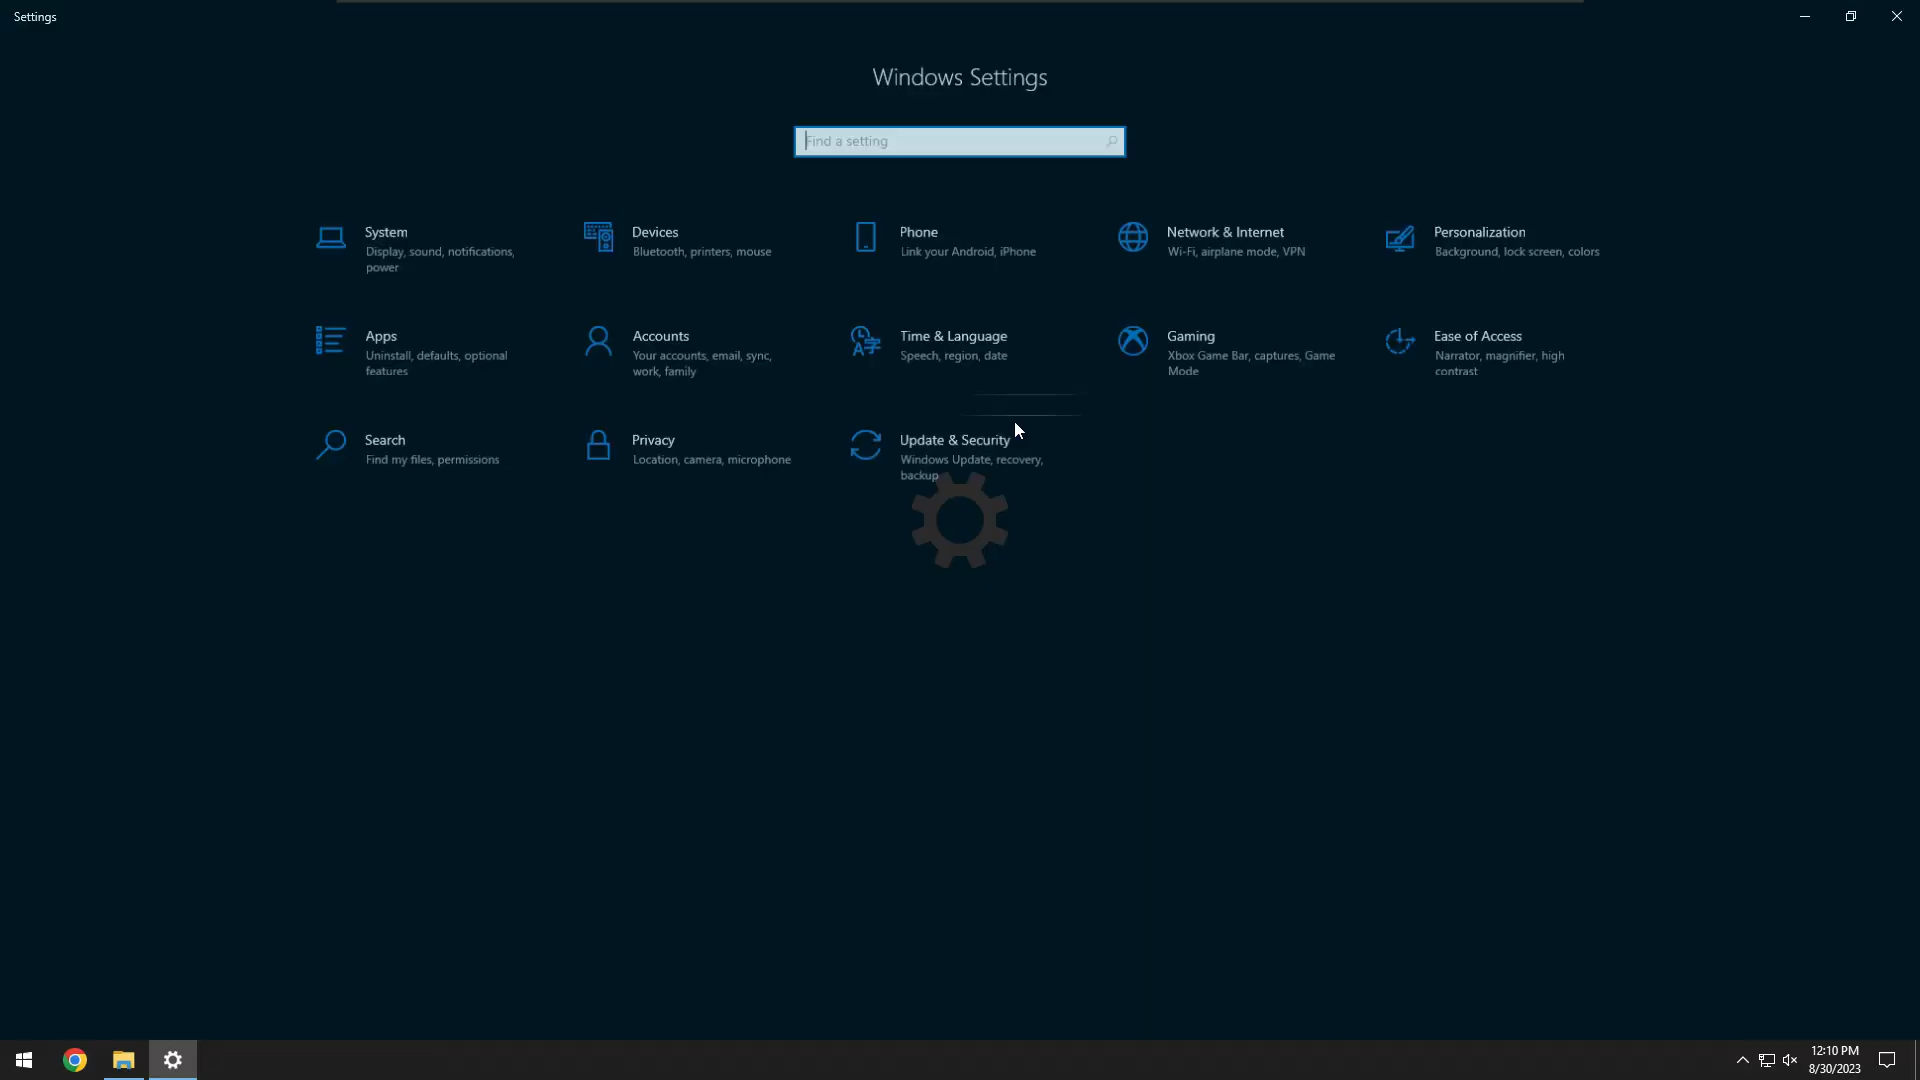 Settings
Windows Settings
Find a setting
System
Display, sound, notifications,
power
Devices
Bluetooth, printers, mouse
Phone
Link your Android, iPhone
Network & Internet
Wi-Fi, airplane mode, VPN
Personalization
Background, lock screen, colors
Apps
Uninstall, defaults, optional
features
Accounts
Your accounts, email, sync,
work, family
Time & Language
Speech, region, date
Gaming
Xbox Game Bar, captures, Game
Mode
Ease of Access
Narrator, magnifier, high
contrast
Search
Find my files, permissions
Privacy
Location, camera, microphone
Update & Security
Windows Update, recovery,
backup
12:10 PM
8/30/2023